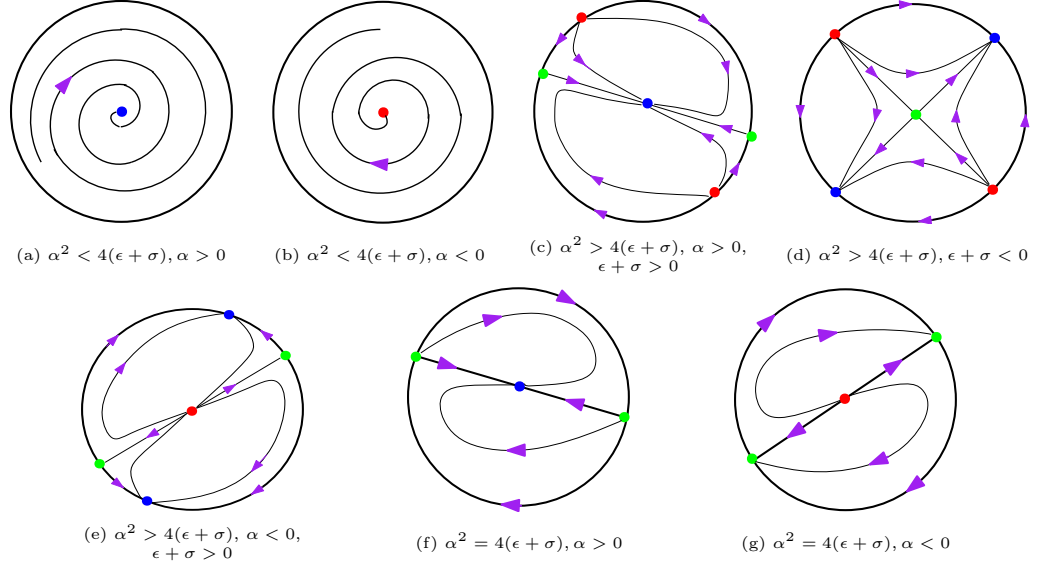 (a) α² < 4(ϵ + σ), α > 0
(b) α² < 4(ϵ + σ), α < 0
(c) α² > 4(ϵ + σ), α > 0,
ϵ + σ > 0
(d) α² > 4(ϵ + σ), ϵ + σ < 0
(e) α² > 4(ϵ + σ), α < 0,
ϵ + σ > 0
(f) α² = 4(ϵ + σ), α > 0
(g) α² = 4(ϵ + σ), α < 0